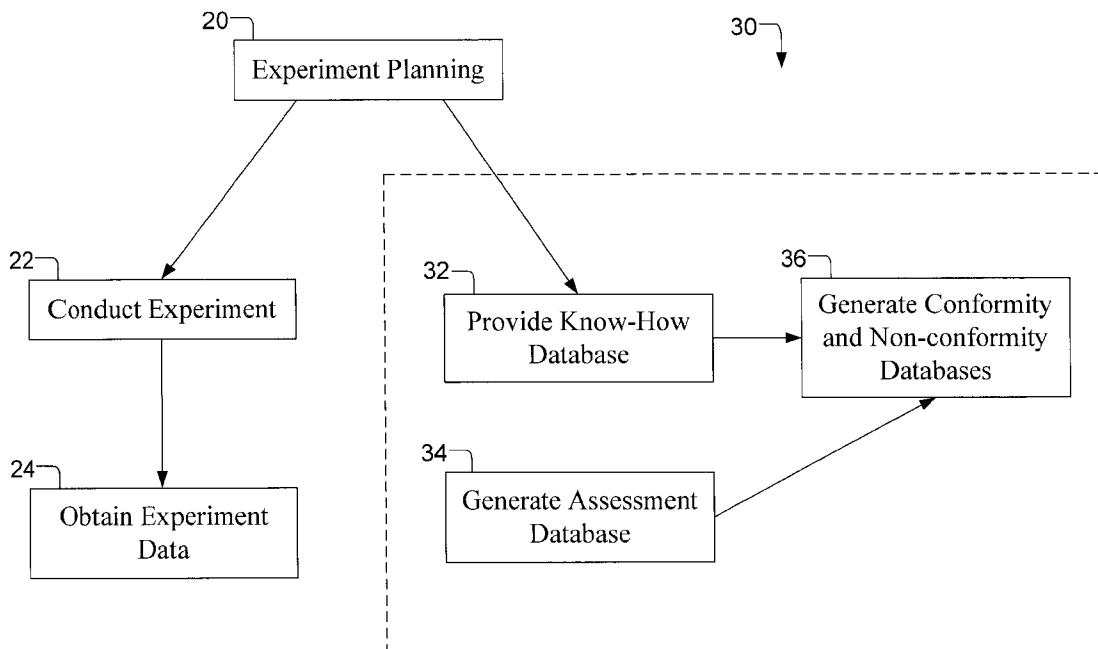 20
Experiment Planning
30
22
Conduct Experiment
32
Provide Know-How
Database
36
Generate Conformity
and Non-conformity
Databases
24
Obtain Experiment
Data
34
Generate Assessment
Database